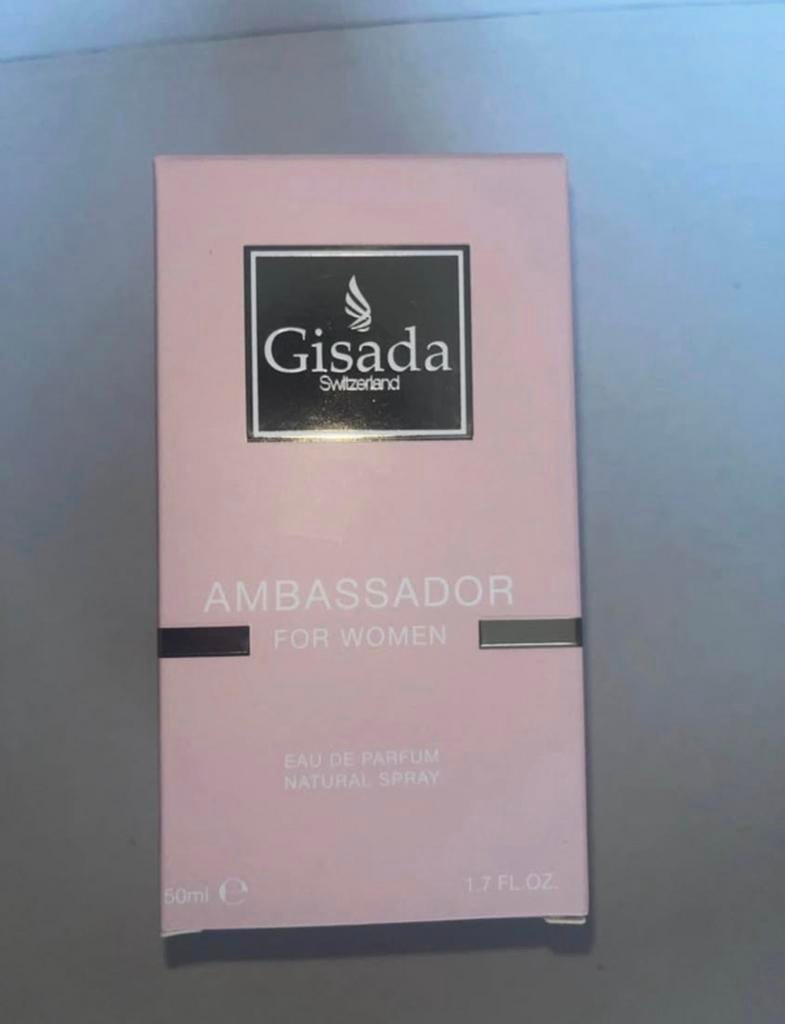 Gisada
Switzerland
AMBASSADOR
FOR WOMEN
EAU DE PARFUM
NATURAL SPRAY
50ml ℮ 1.7 FL.OZ.